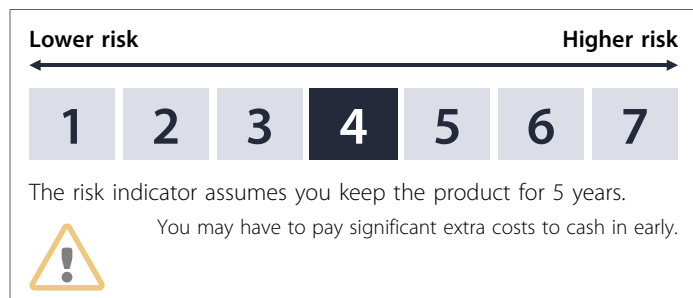 Lower risk Higher risk
1 2 3 4 5 6 7
The risk indicator assumes you keep the product for 5 years.
You may have to pay significant extra costs to cash in early.
!